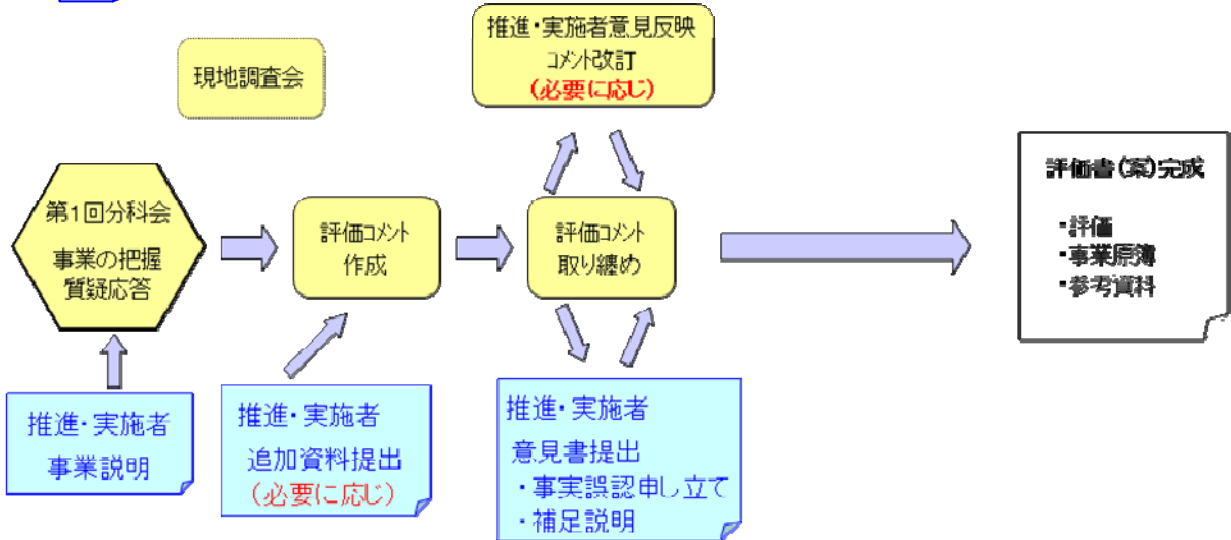 推進・実施者意見反映
コメント改訂
(必要に応じ)
現地調査会
第1回分科会
事業の把握
質疑応答
評価コメント
作成
評価コメント
取り纏め
評価書(案)完成
・評価
・事業原簿
・参考資料
推進・実施者
事業説明
推進・実施者
追加資料提出
(必要に応じ)
推進・実施者
意見書提出
・事実誤認申し立て
・補足説明